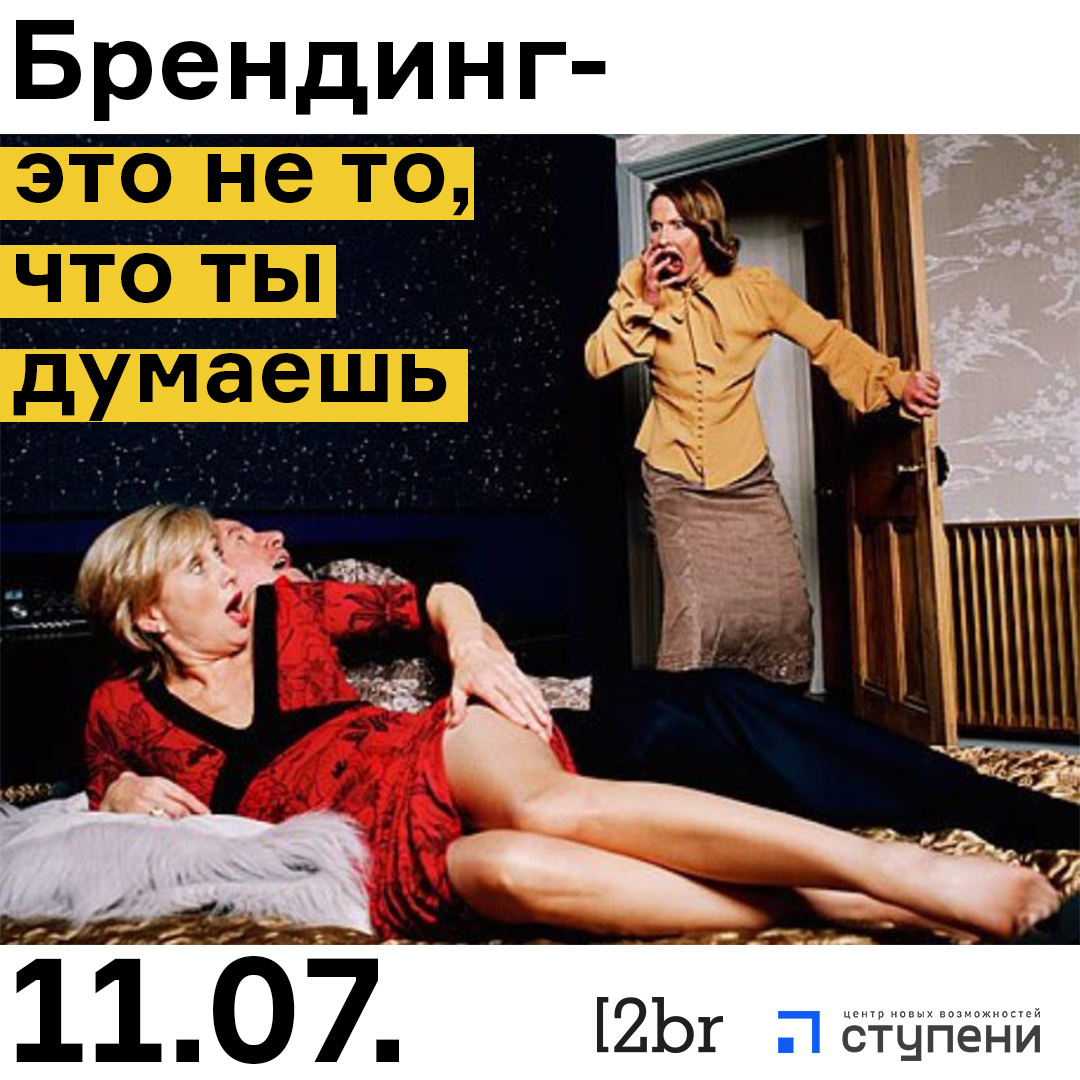 Брендинг-
это не то,
что ты
думаешь
11.07.
[2br
центр новых возможностей
ступени